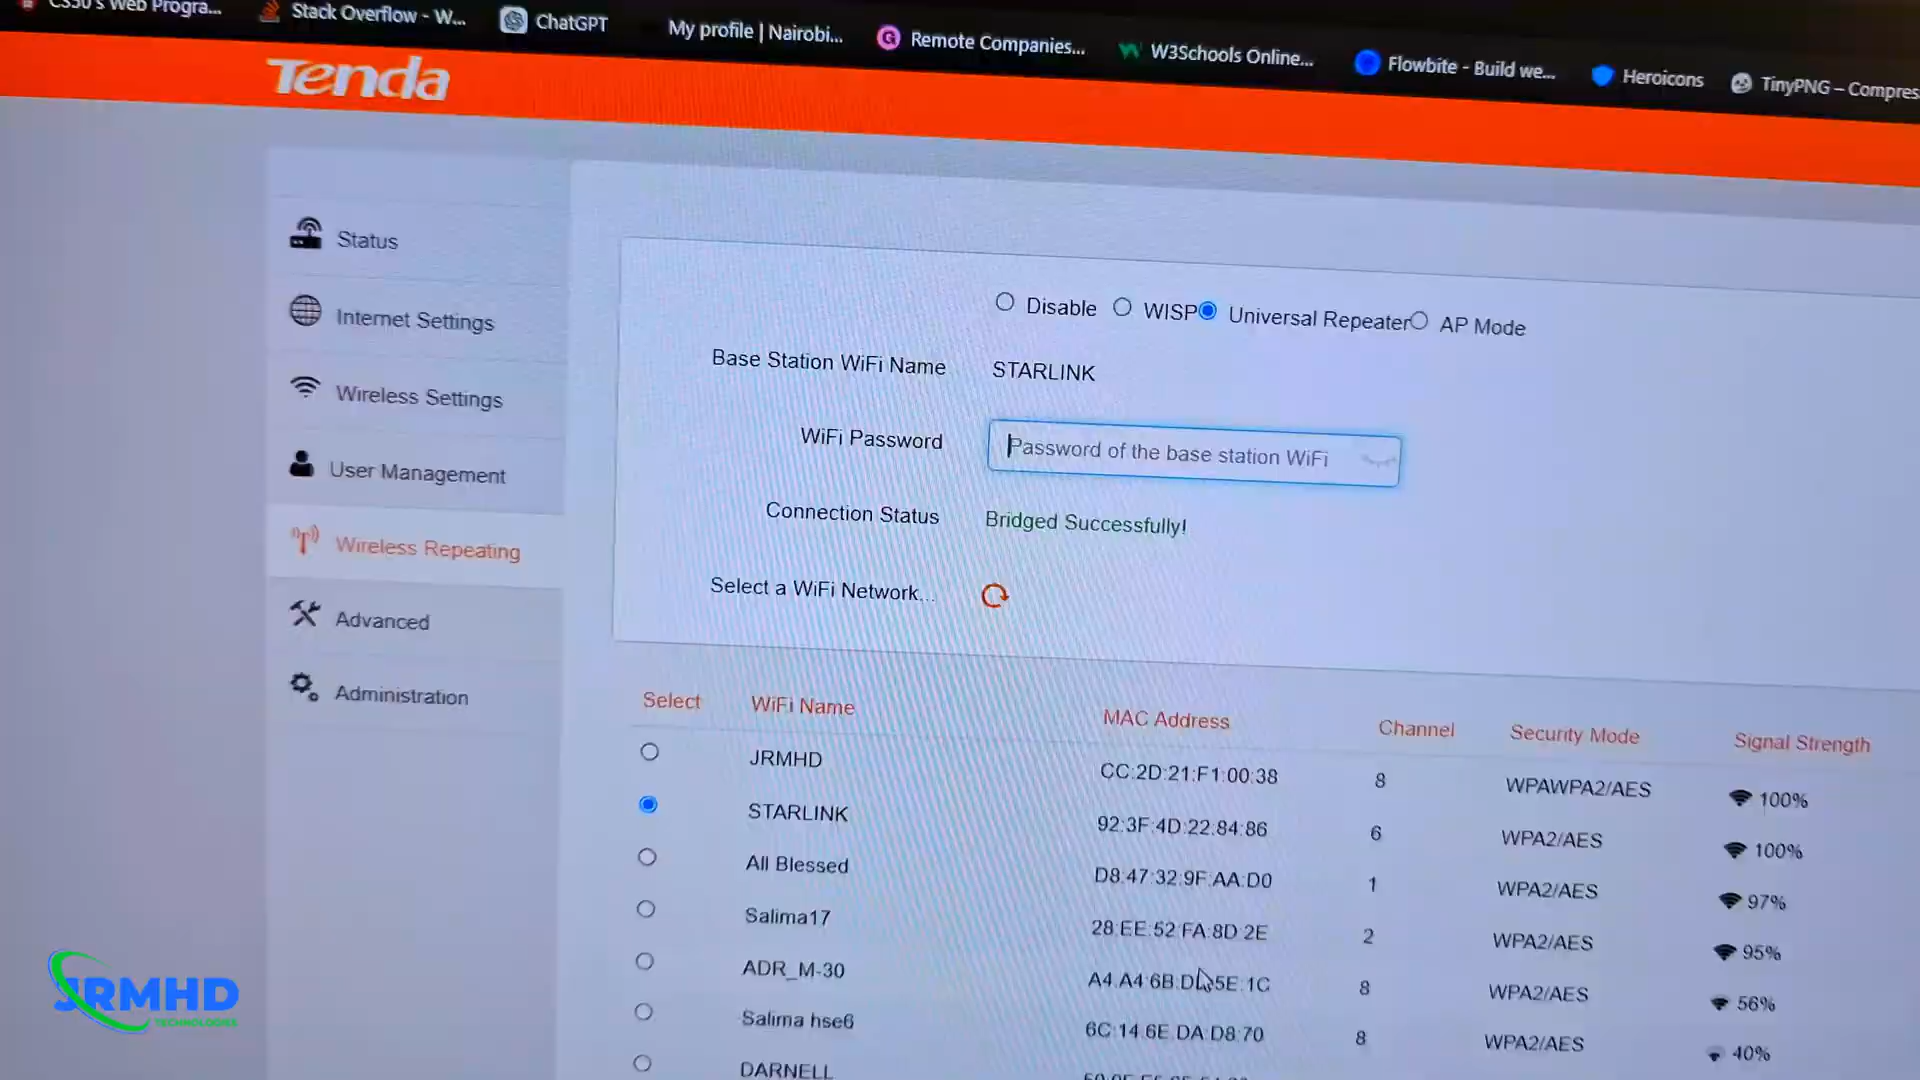 CS50's Web Progra...
Stack Overflow - W...
ChatGPT
My profile | Nairobi...
Remote Companies...
W3Schools Online...
Flowbite - Build we...
Heroicons
TinyPNG – Compres
Tenda
Status
Internet Settings
Wireless Settings
User Management
Wireless Repeating
Advanced
Administration
Disable WISP Universal Repeater AP Mode
Base Station WiFi Name STARLINK
WiFi Password Password of the base station WiFi
Connection Status Bridged Successfully!
Select a WiFi Network...
Select WiFi Name MAC Address Channel Security Mode Signal Strength
JRMHD CC:2D:21:F1:00:38 8 WPAWPA2/AES 100%
STARLINK 92:3F:4D:22:84:86 6 WPA2/AES 100%
All Blessed D8:47:32:9F:AA:D0 1 WPA2/AES 97%
Salima17 28:EE:52:FA:8D:2E 2 WPA2/AES 95%
ADR_M-30 8 WPA2/AES 56%
Salima hse6 6C:14:6E:DA:D8:70 8 WPA2/AES 40%
DARNELL
JRMHD
TECHNOLOGIES